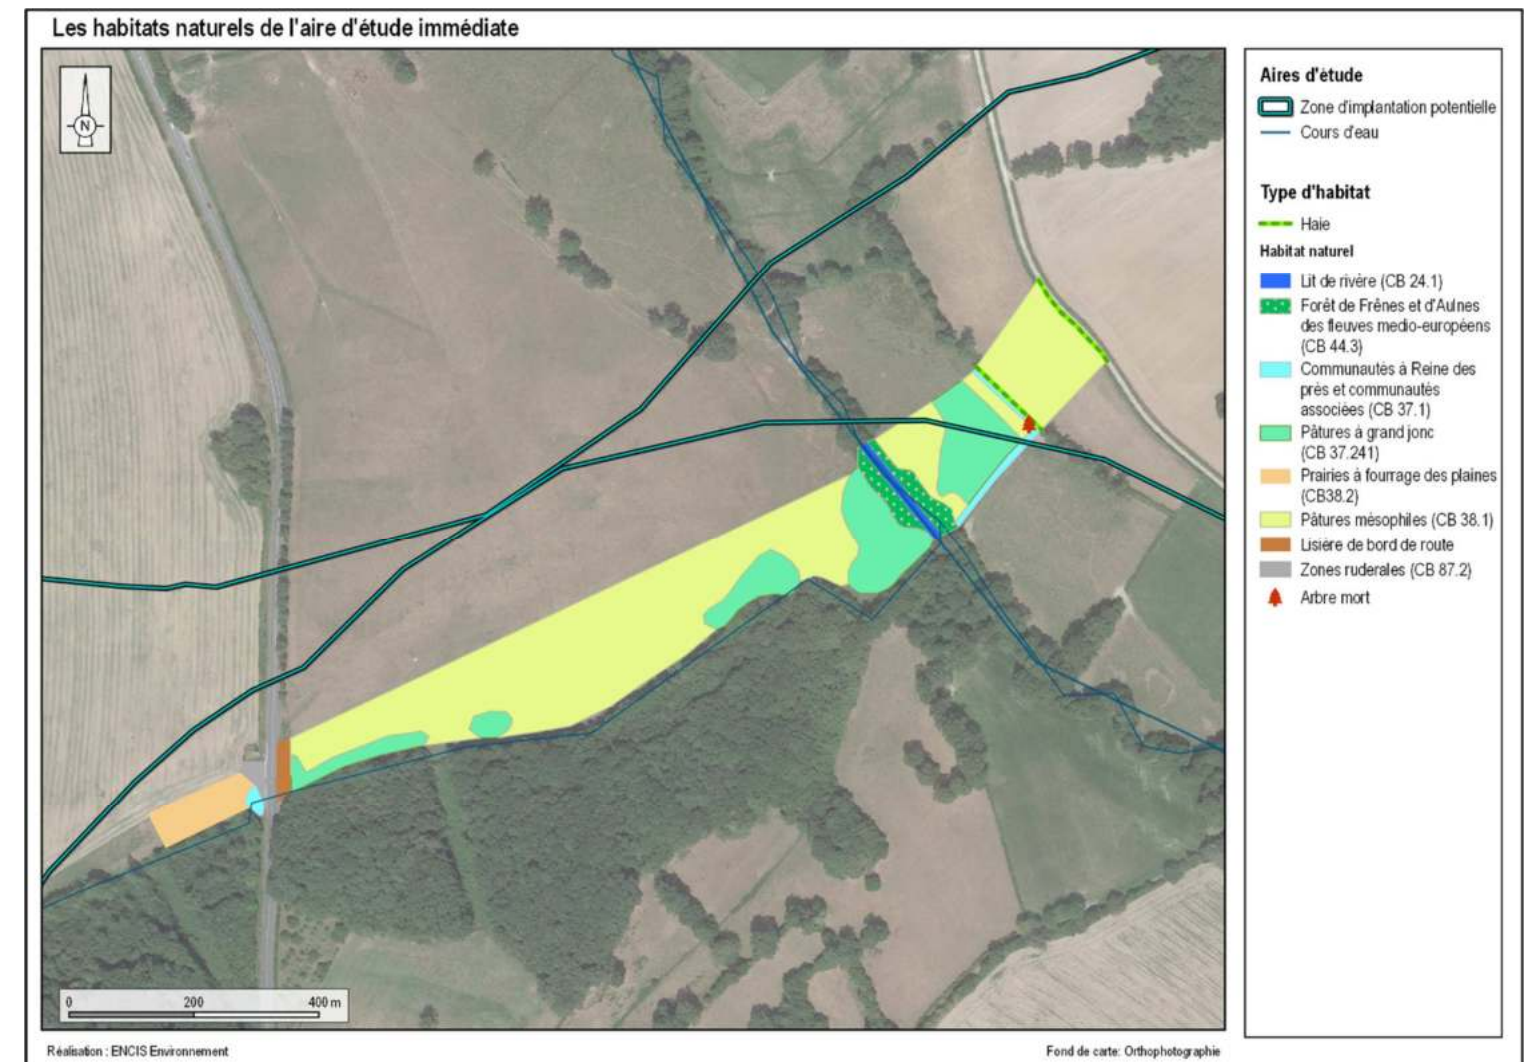 Les habitats naturels de l'aire d'étude immédiate
N
Aires d'étude
Zone d'implantation potentielle
Cours d'eau
Type d'habitat
Haie
Habitat naturel
Lit de rivère (CB 24.1)
Forêt de Frênes et d'Aulnes
des fleuves medio-européens
(CB 44.3)
Communautés à Reine des
près et communautés
associées (CB 37.1)
Pâtures à grand jonc
(CB 37.241)
Prairies à fourrage des plaines
(CB38.2)
Pâtures mésophiles (CB 38.1)
Lisière de bord de route
Zones ruderales (CB 87.2)
Arbre mort
0 200 400 m
Réalisation : ENCIS Environnement
Fond de carte: Orthophotographie